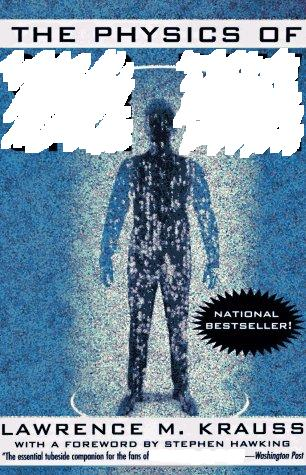 THE PHYSICS OF
NATIONAL
BESTSELLER!
LAWRENCE M. KRAUSS
WITH A FOREWORD BY STEPHEN HAWKING
"The essential tubeside companion for the fans of —Washington Post